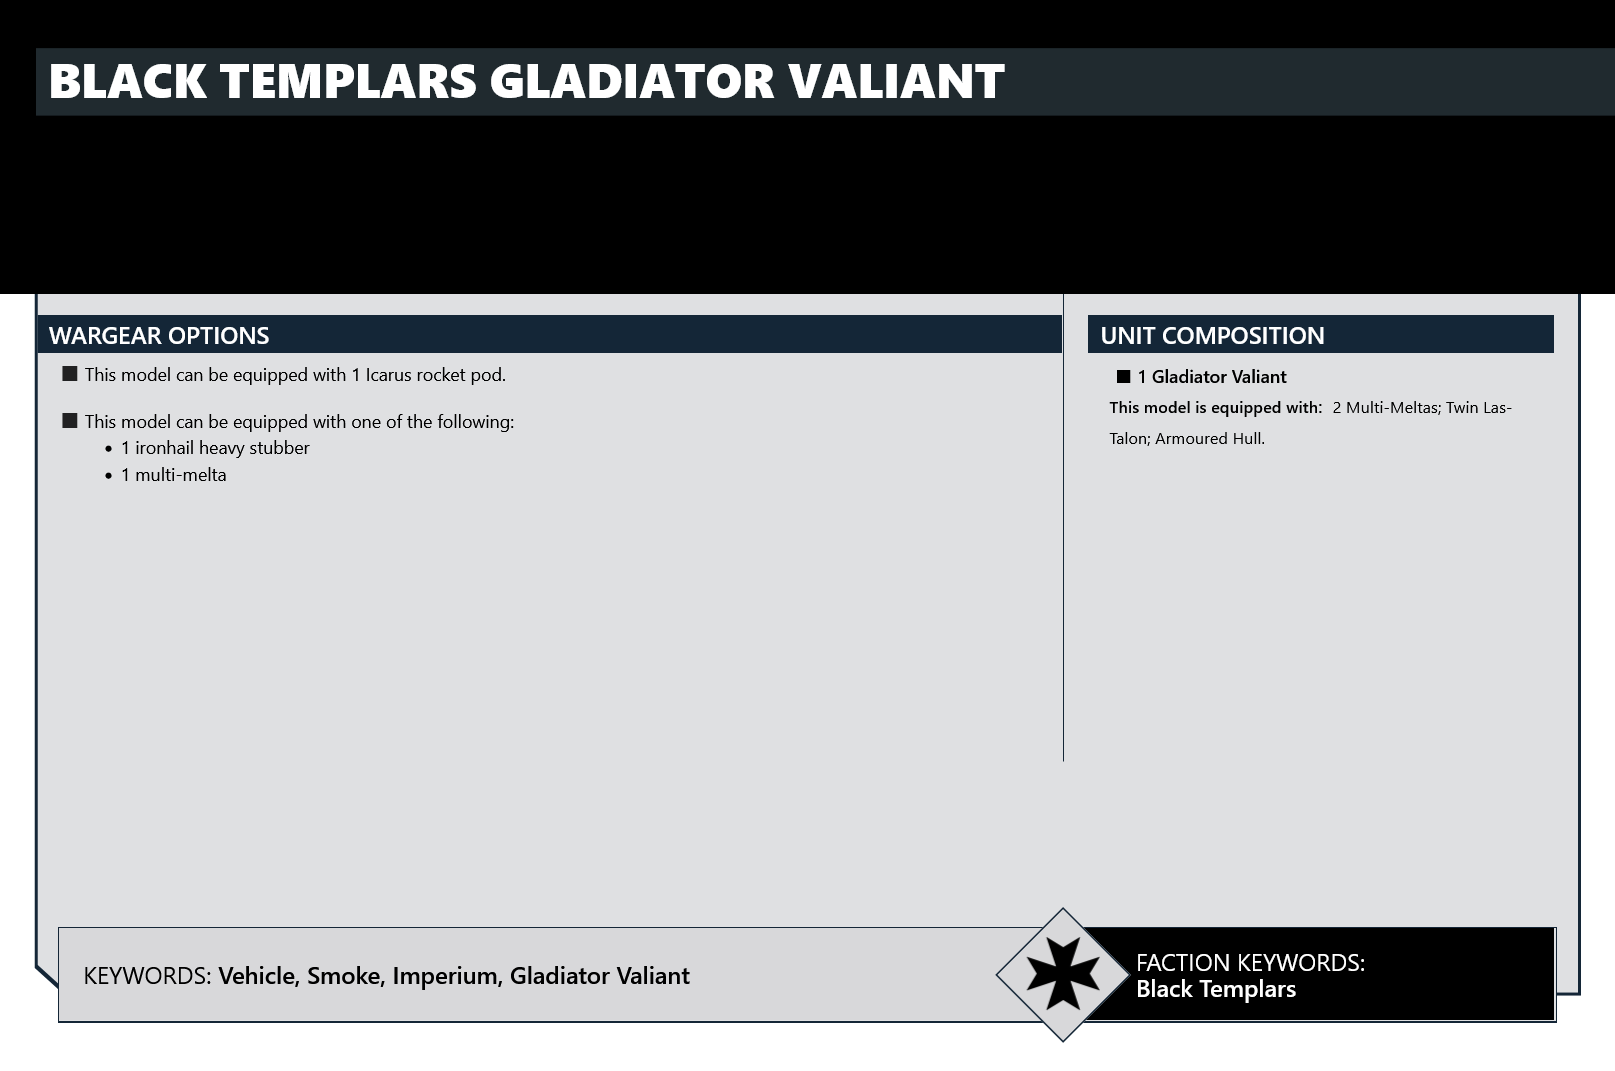 BLACK TEMPLARS GLADIATOR VALIANT
WARGEAR OPTIONS
■ This model can be equipped with 1 Icarus rocket pod.
■ This model can be equipped with one of the following:
• 1 ironhail heavy stubber
• 1 multi-melta
UNIT COMPOSITION
■ 1 Gladiator Valiant
This model is equipped with: 2 Multi-Meltas; Twin Las-
Talon; Armoured Hull.
KEYWORDS: Vehicle, Smoke, Imperium, Gladiator Valiant
FACTION KEYWORDS:
Black Templars